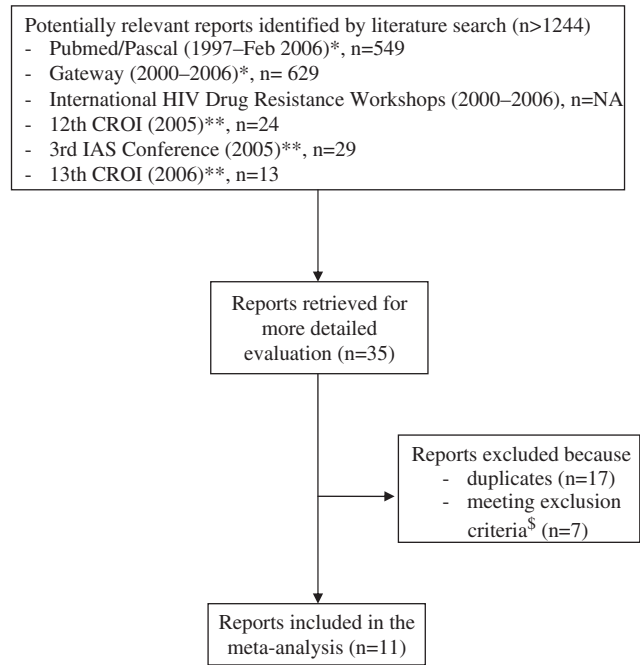 Potentially relevant reports identified by literature search (n>1244)
- Pubmed/Pascal (1997–Feb 2006)*, n=549
- Gateway (2000–2006)*, n= 629
- International HIV Drug Resistance Workshops (2000–2006), n=NA
- 12th CROI (2005)**, n=24
- 3rd IAS Conference (2005)**, n=29
- 13th CROI (2006)**, n=13
Reports retrieved for
more detailed
evaluation (n=35)
Reports excluded because
- duplicates (n=17)
- meeting exclusion
criteria$ (n=7)
Reports included in the
meta-analysis (n=11)